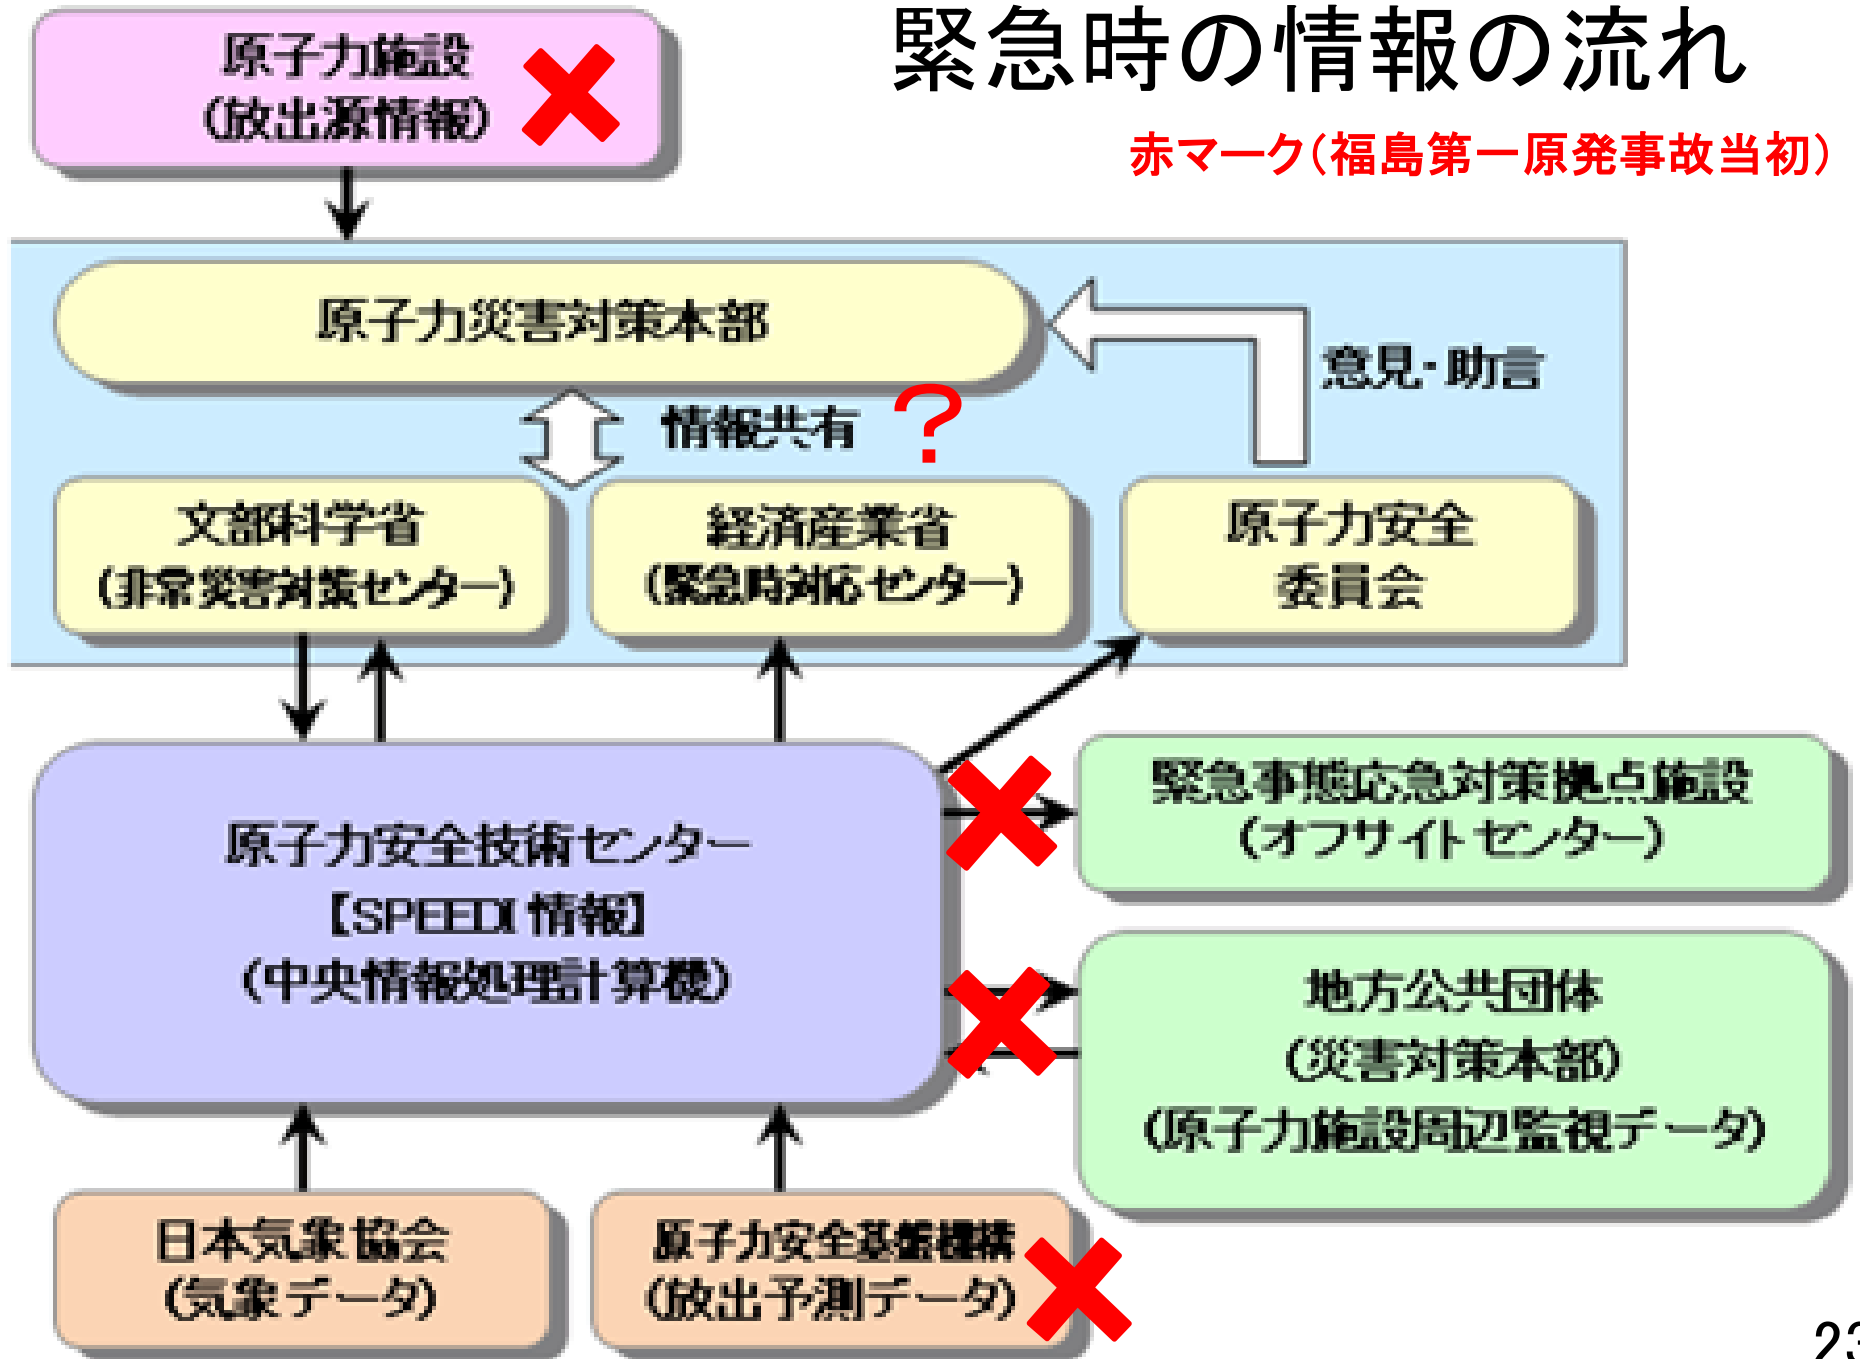 緊急時の情報の流れ
赤マーク(福島第一原発事故当初)
原子力施設
(放出源情報)
原子力災害対策本部
意見・助言
情報共有
?
文部科学省
(非常災害対策センター)
経済産業省
(緊急時対応センター)
原子力安全
委員会
原子力安全技術センター
【SPEEDI情報】
(中央情報処理計算機)
緊急事態応急対策拠点施設
(オフサイトセンター)
地方公共団体
(災害対策本部)
(原子力施設周辺監視データ)
日本気象協会
(気象データ)
原子力安全基盤機構
(放出予測データ)
23